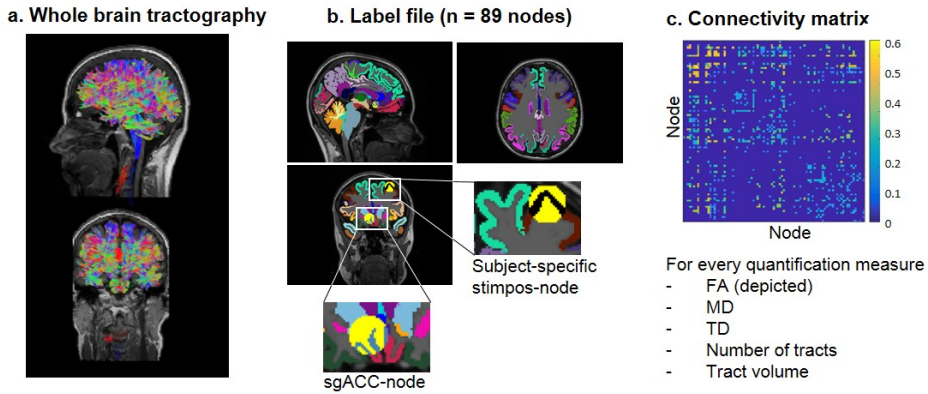 a. Whole brain tractography
b. Label file (n = 89 nodes)
Subject-specific
stimpos-node
sgACC-node
c. Connectivity matrix
Node
0.6
0.5
0.4
0.3
0.2
0.1
0
Node
For every quantification measure
- FA (depicted)
- MD
- TD
- Number of tracts
- Tract volume